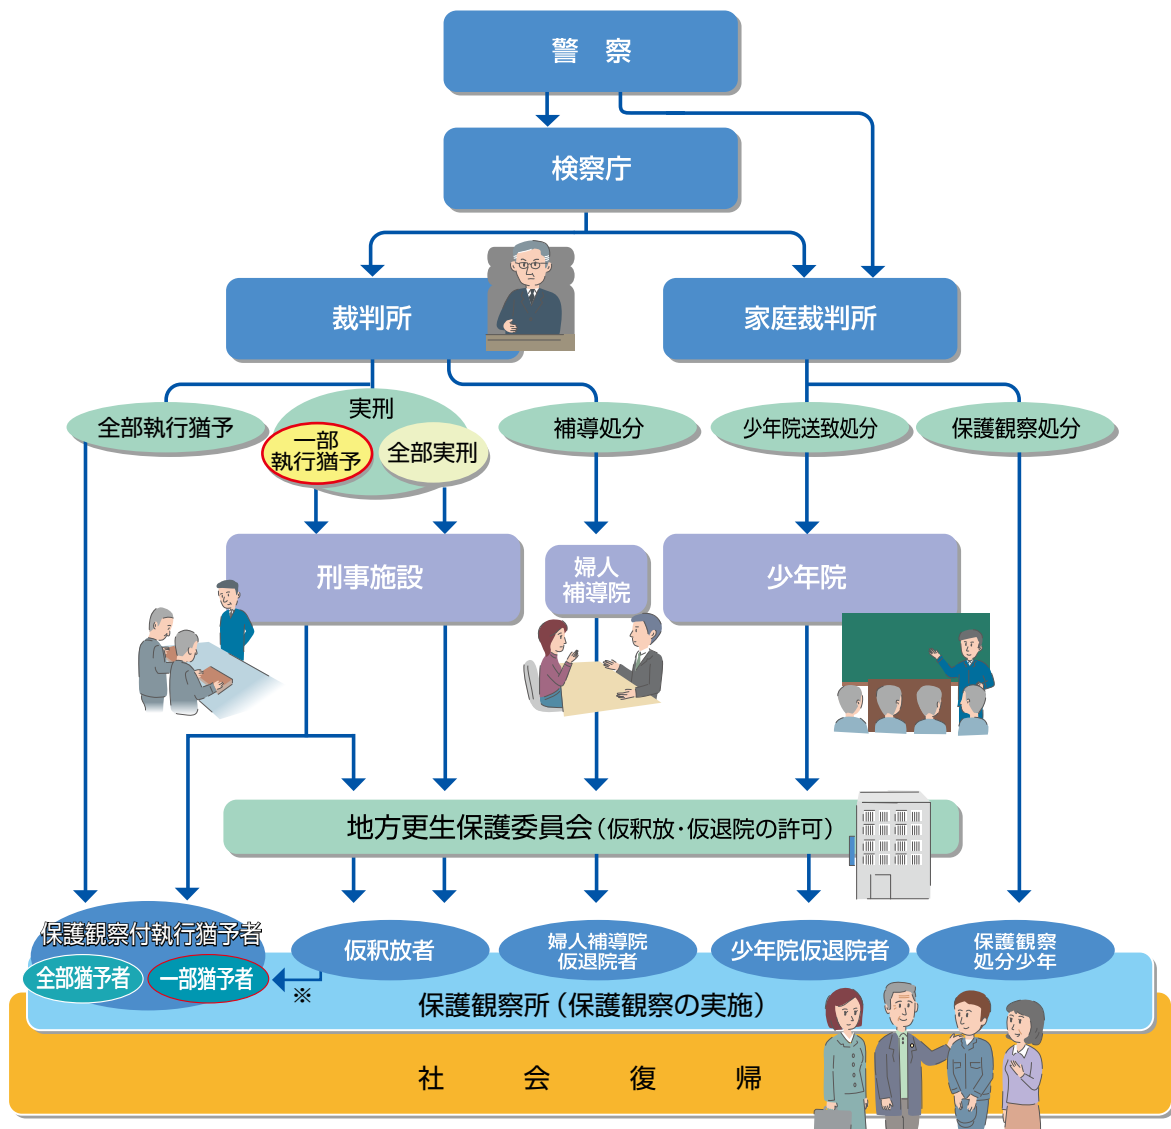 警　察
検察庁
裁判所
家庭裁判所
全部執行猶予
実刑
一部
執行猶予
全部実刑
補導処分
少年院送致処分
保護観察処分
刑事施設
婦人
補導院
少年院
地方更生保護委員会（仮釈放・仮退院の許可）
保護観察付執行猶予者
全部猶予者
一部猶予者
※
仮釈放者
婦人補導院
仮退院者
少年院仮退院者
保護観察
処分少年
保護観察所（保護観察の実施）
社　会　復　帰